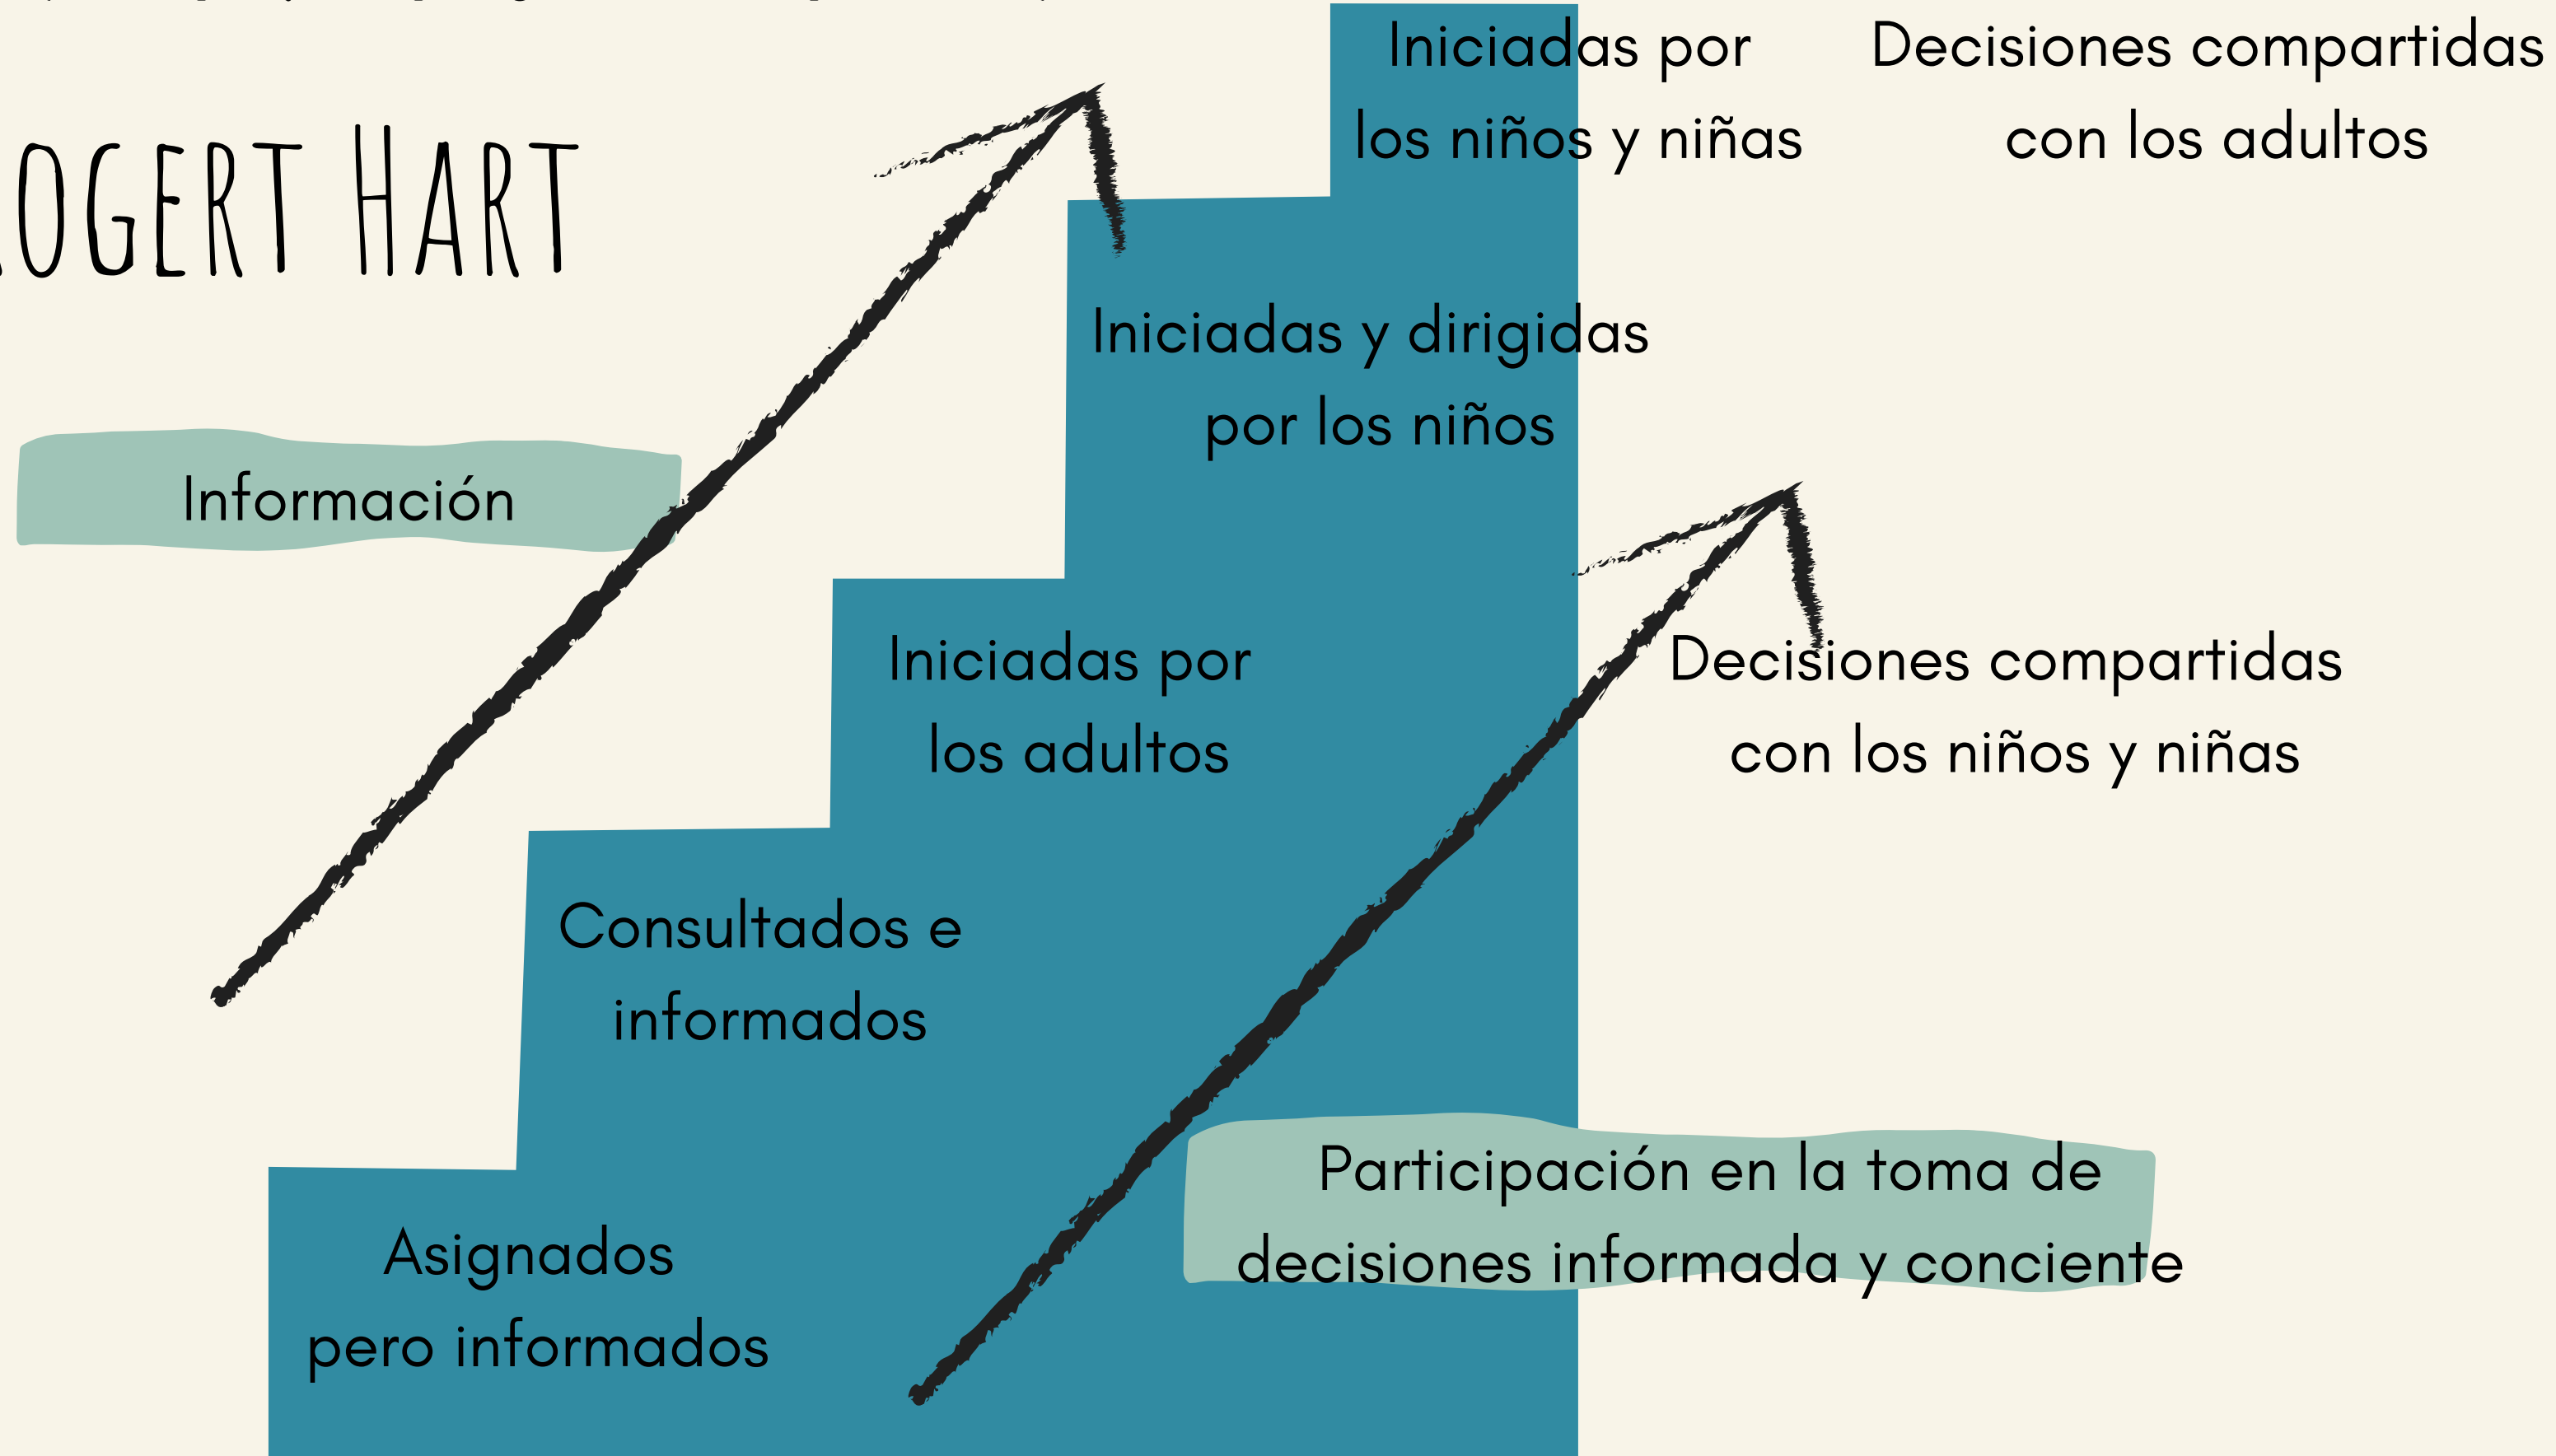 Iniciadas por
los niños y niñas
Decisiones compartidas
con los adultos
OGERT HART
Iniciadas y dirigidas
por los niños
Información
Iniciadas por
los adultos
Decisiones compartidas
con los niños y niñas
Consultados e
informados
Participación en la toma de
decisiones informada y conciente
Asignados
pero informados